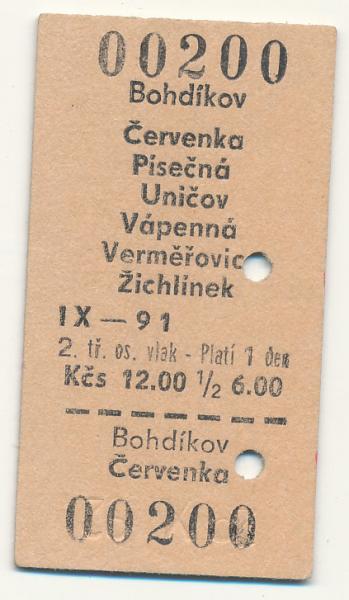 00200
Bohdíkov
Červenka
Písečná
Uničov
Vápenná
Verměřovic
Žichlínek
IX — 91
2. tř. os. vlak - Platí 1 den
Kčs 12.00 1/2 6.00
Bohdíkov
Červenka
00200